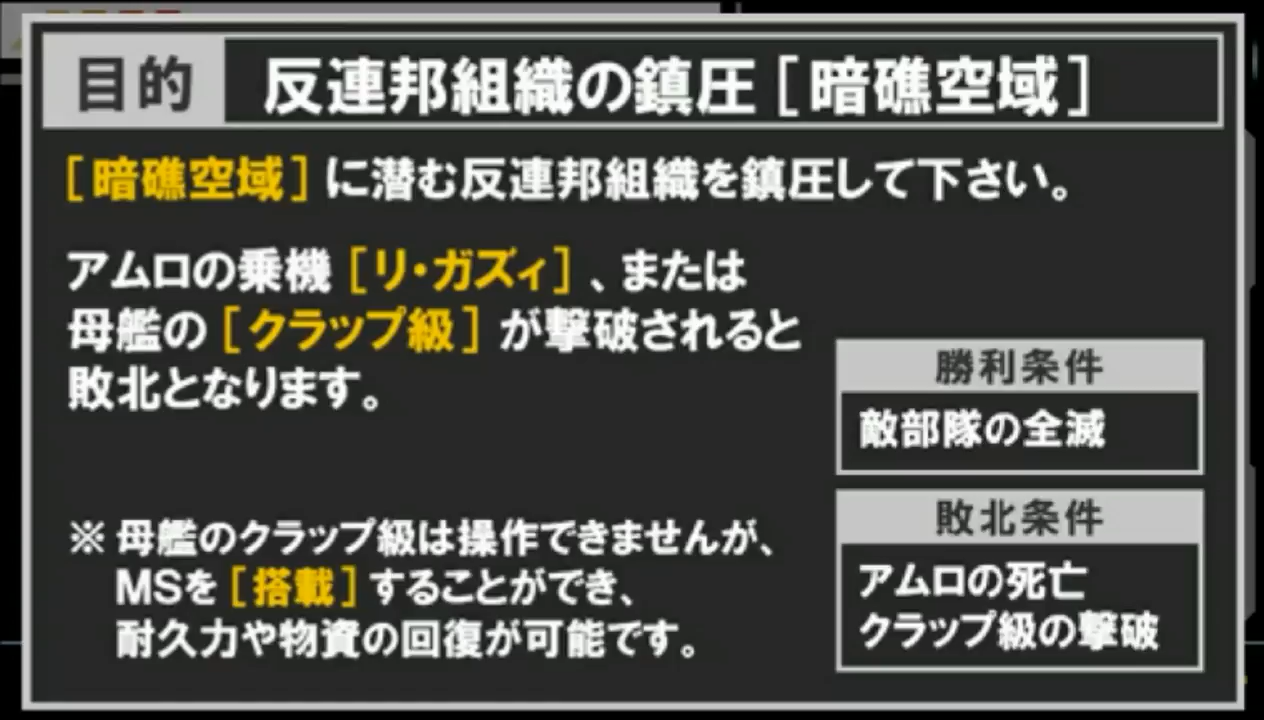 目的 反連邦組織の鎮圧［暗礁空域］
［暗礁空域］に潜む反連邦組織を鎮圧して下さい。
アムロの乗機［リ・ガズィ］、または
母艦の［クラップ級］が撃破されると
敗北となります。
勝利条件
敵部隊の全滅
敗北条件
アムロの死亡
クラップ級の撃破
※ 母艦のクラップ級は操作できませんが、
MSを［搭載］することができ、
耐久力や物資の回復が可能です。